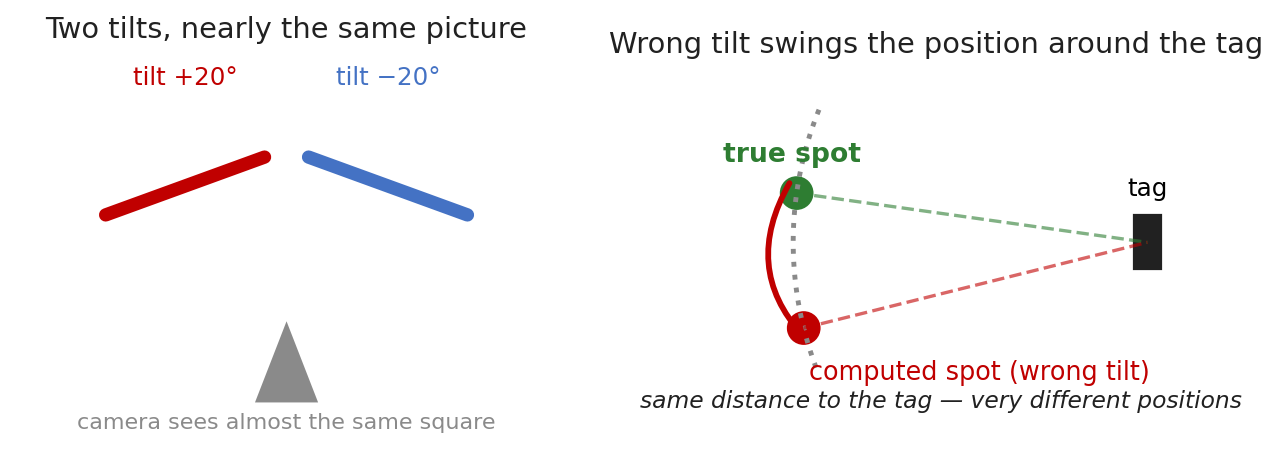 Two tilts, nearly the same picture
tilt +20°
tilt −20°
camera sees almost the same square
Wrong tilt swings the position around the tag
true spot
tag
computed spot (wrong tilt)
same distance to the tag — very different positions